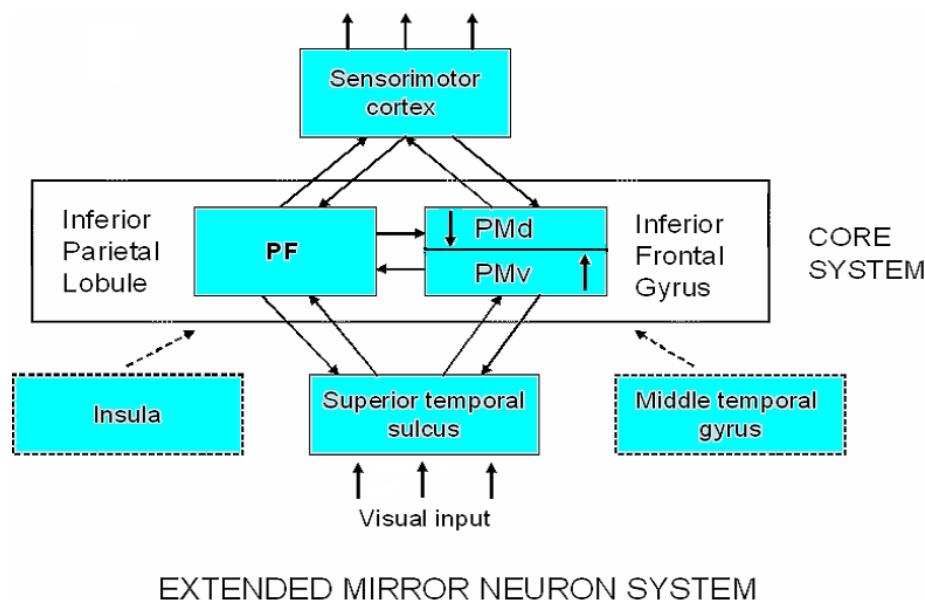 Sensorimotor
cortex
Inferior
Parietal
Lobule
PF
PMd
PMv
Inferior
Frontal
Gyrus
CORE
SYSTEM
Insula
Superior temporal
sulcus
Middle temporal
gyrus
Visual input
EXTENDED MIRROR NEURON SYSTEM